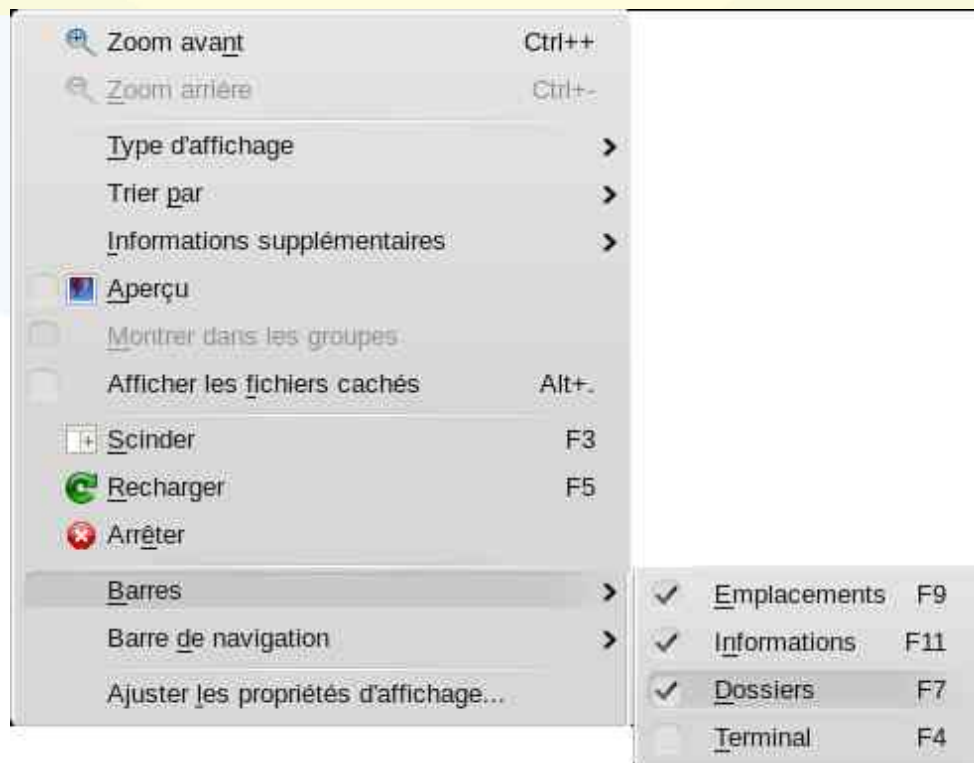 Zoom avant Ctrl++
Zoom arrière Ctrl+-
Type d'affichage
Trier par
Informations supplémentaires
Aperçu
Montrer dans les groupes
Afficher les fichiers cachés Alt+.
Scinder F3
Recharger F5
Arrêter
Barres
Barre de navigation
Ajuster les propriétés d'affichage...
Emplacements F9
Informations F11
Dossiers F7
Terminal F4